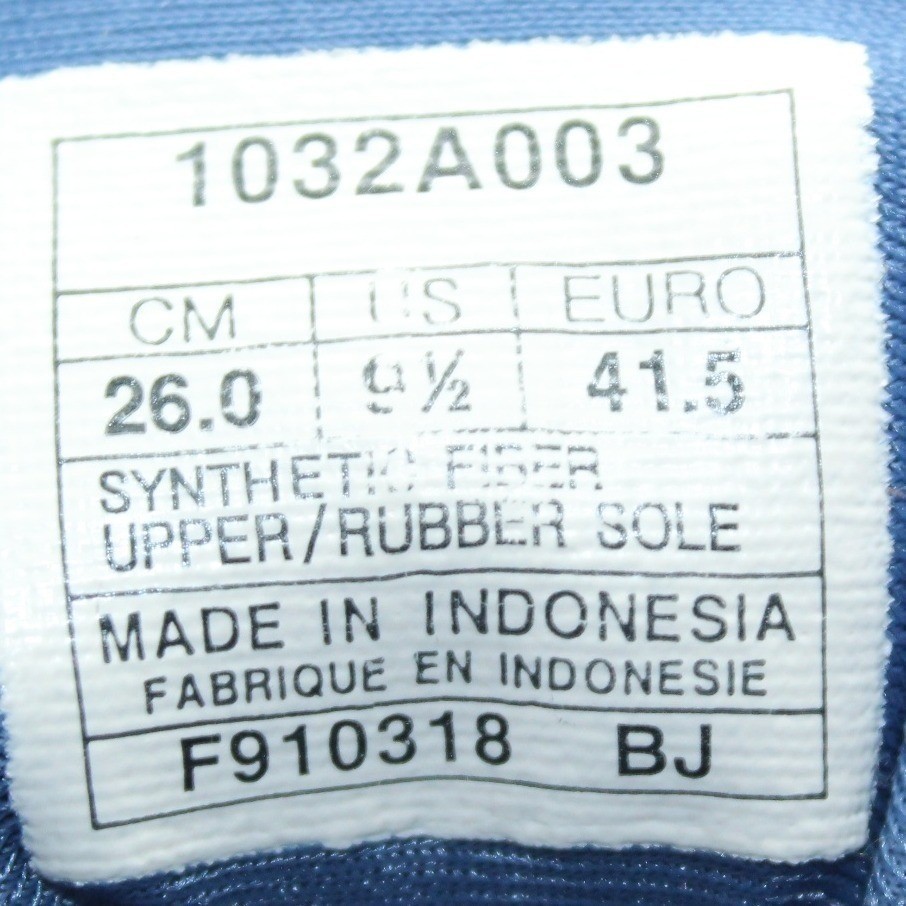 1032A003
CM US EURO
26.0 9½ 41.5
SYNTHETIC FIBER
UPPER/RUBBER SOLE
MADE IN INDONESIA
FABRIQUE EN INDONESIE
F910318 BJ